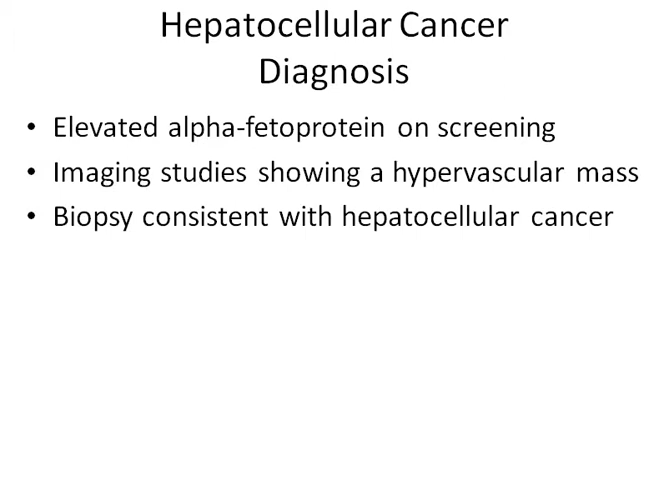 Hepatocellular Cancer
Diagnosis
• Elevated alpha-fetoprotein on screening
• Imaging studies showing a hypervascular mass
• Biopsy consistent with hepatocellular cancer